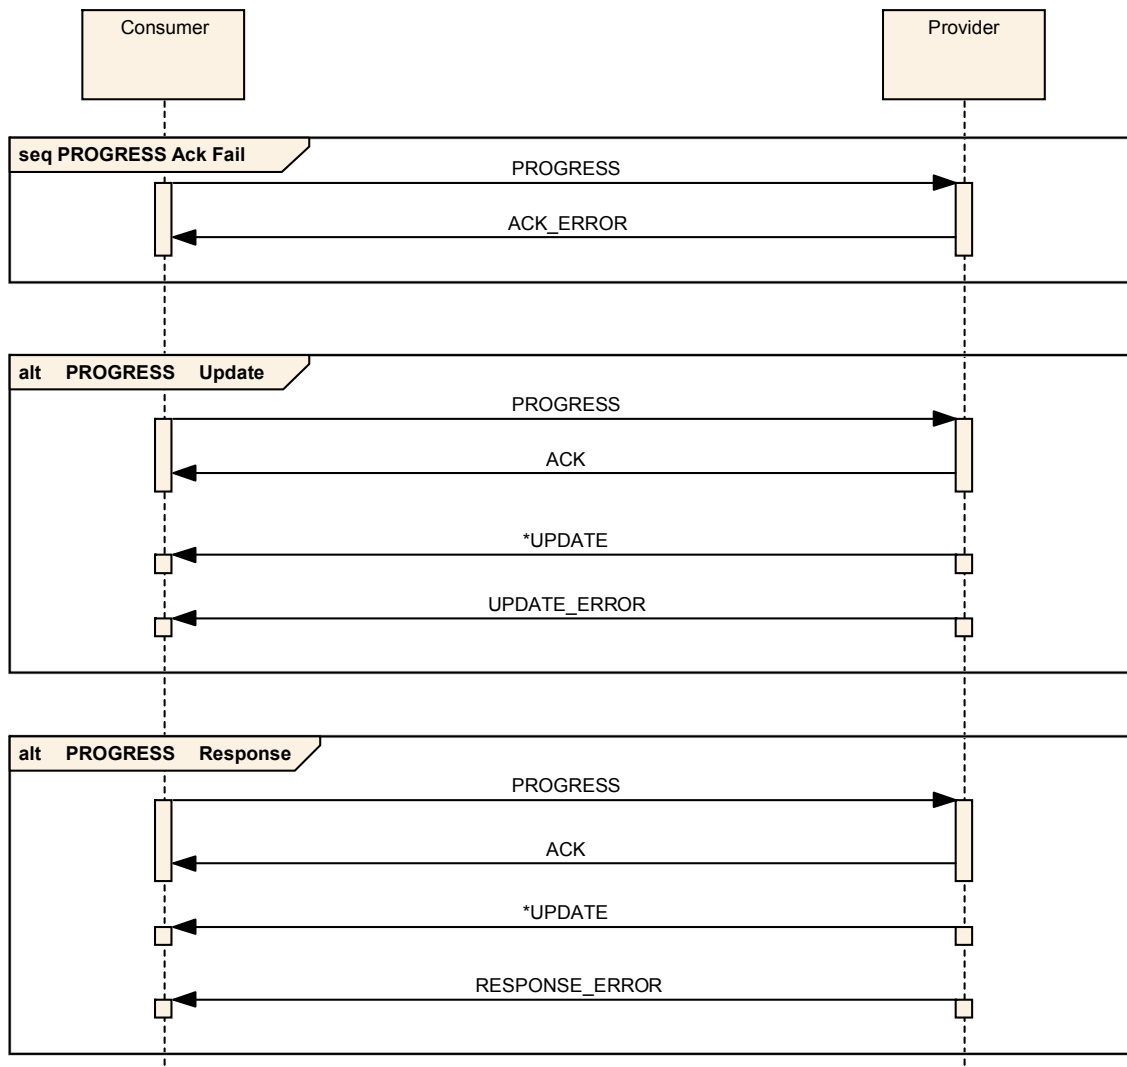 Consumer
Provider
seq PROGRESS Ack Fail
PROGRESS
ACK_ERROR
alt PROGRESS Update
PROGRESS
ACK
*UPDATE
UPDATE_ERROR
alt PROGRESS Response
PROGRESS
ACK
*UPDATE
RESPONSE_ERROR